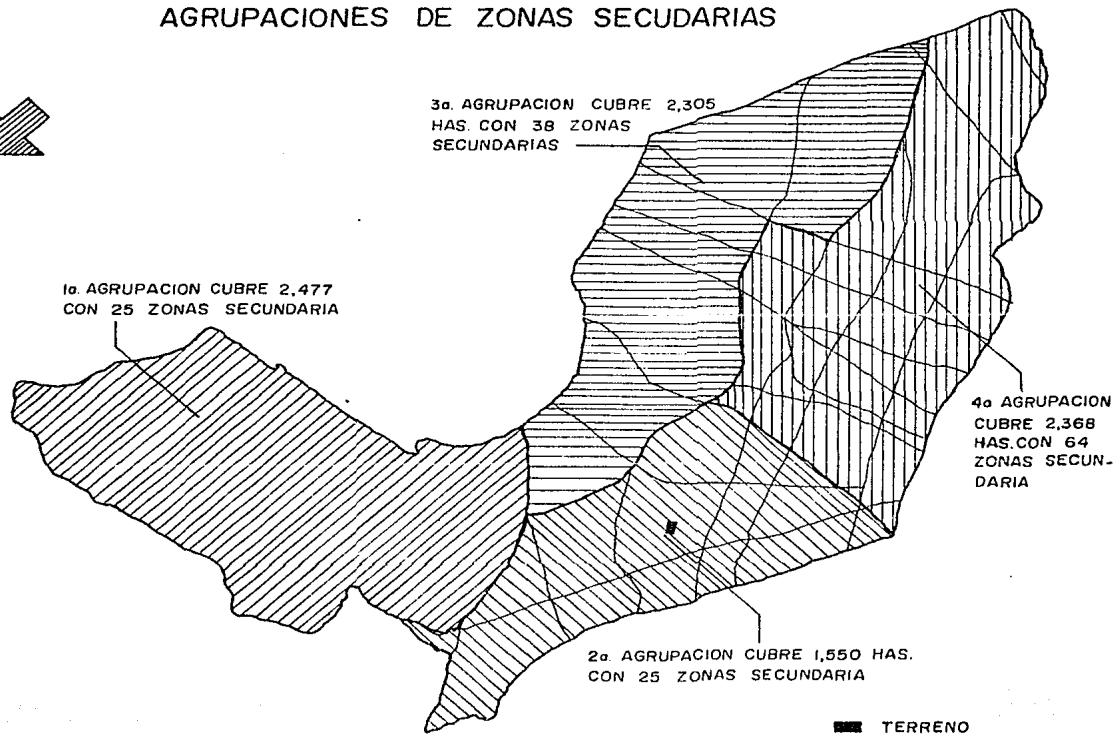 AGRUPACIONES DE ZONAS SECUDARIAS
3a. AGRUPACION CUBRE 2,305
HAS. CON 38 ZONAS
SECUNDARIAS
1a. AGRUPACION CUBRE 2,477
CON 25 ZONAS SECUNDARIA
4a AGRUPACION
CUBRE 2,368
HAS. CON 64
ZONAS SECUN-
DARIA
2a. AGRUPACION CUBRE 1,550 HAS.
CON 25 ZONAS SECUNDARIA
TERRENO